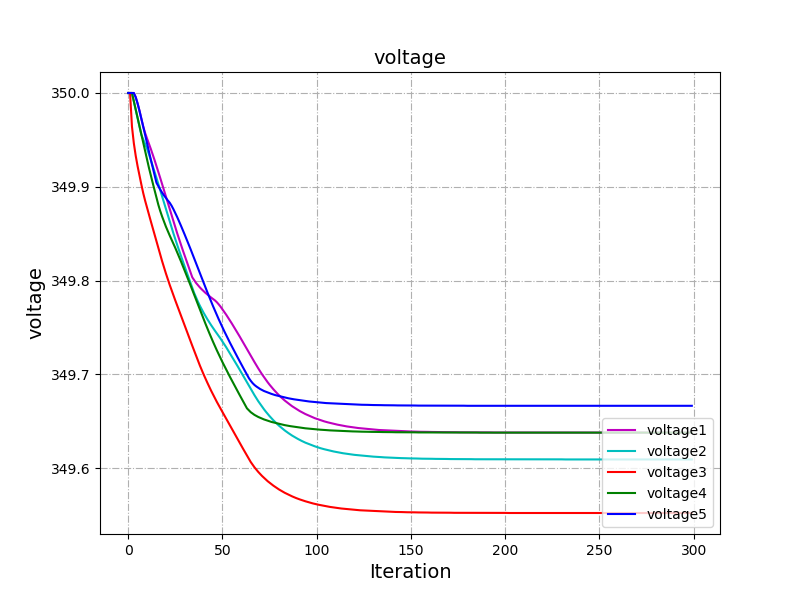 voltage
350.0
349.9
349.8
349.7
349.6
voltage
0
50
100
150
200
250
300
Iteration
voltage1
voltage2
voltage3
voltage4
voltage5